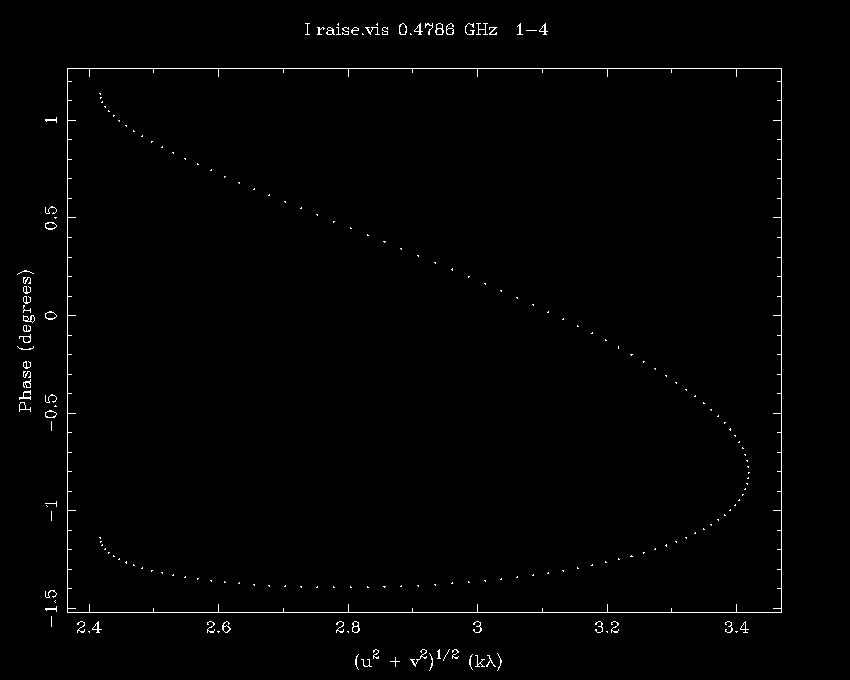 I raise.vis 0.4786 GHz 1−4
1
0.5
0
−0.5
−1
−1.5
Phase (degrees)
2.4 2.6 2.8 3 3.2 3.4
(u² + v²)¹/² (kλ)